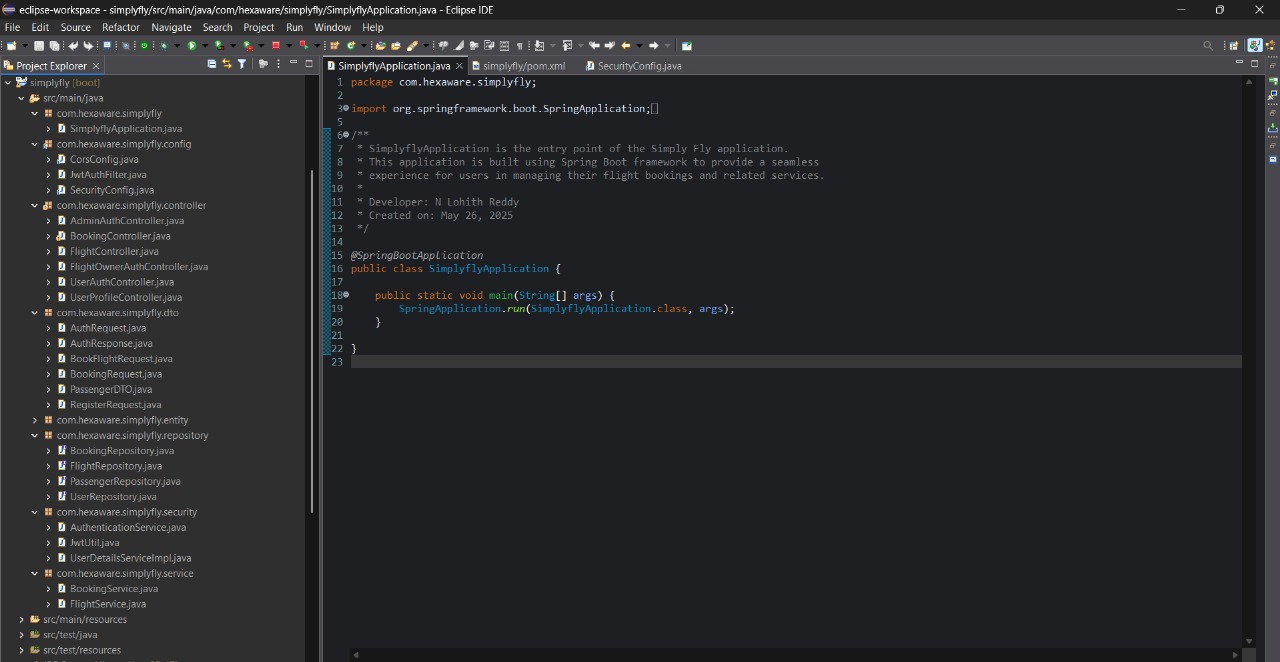 eclipse-workspace - simplyfly/src/main/java/com/hexaware/simplyfly/SimplyflyApplication.java - Eclipse IDE
File Edit Source Refactor Navigate Search Project Run Window Help
Project Explorer
simplyfly [boot]
src/main/java
com.hexaware.simplyfly
SimplyflyApplication.java
com.hexaware.simplyfly.config
CorsConfig.java
JwtAuthFilter.java
SecurityConfig.java
com.hexaware.simplyfly.controller
AdminAuthController.java
BookingController.java
FlightController.java
FlightOwnerAuthController.java
UserAuthController.java
UserProfileController.java
com.hexaware.simplyfly.dto
AuthRequest.java
AuthResponse.java
BookFlightRequest.java
BookingRequest.java
PassengerDTO.java
RegisterRequest.java
com.hexaware.simplyfly.entity
com.hexaware.simplyfly.repository
BookingRepository.java
FlightRepository.java
PassengerRepository.java
UserRepository.java
com.hexaware.simplyfly.security
AuthenticationService.java
JwtUtil.java
UserDetailsServiceImpl.java
com.hexaware.simplyfly.service
BookingService.java
FlightService.java
src/main/resources
src/test/java
src/test/resources
SimplyflyApplication.java simplyfly/pom.xml SecurityConfig.java
1 package com.hexaware.simplyfly;
2
3 import org.springframework.boot.SpringApplication;
5
6 /**
7 * SimplyflyApplication is the entry point of the Simply Fly application.
8 * This application is built using Spring Boot framework to provide a seamless
9 * experience for users in managing their flight bookings and related services.
10 *
11 * Developer: N Lohith Reddy
12 * Created on: May 26, 2025
13 */
14
15 @SpringBootApplication
16 public class SimplyflyApplication {
17
18 public static void main(String[] args) {
19 SpringApplication.run(SimplyflyApplication.class, args);
20 }
21
22 }
23